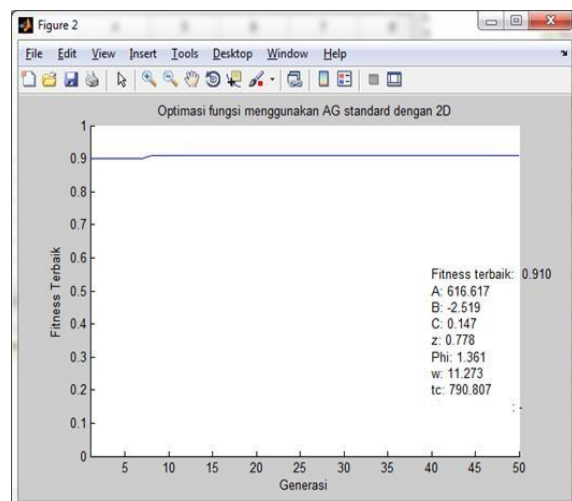 Figure 2
File Edit View Insert Tools Desktop Window Help
Optimasi fungsi menggunakan AG standard dengan 2D
1
0.9
0.8
0.7
0.6
0.5
0.4
0.3
0.2
0.1
0
Fitness Terbaik
Fitness terbaik: 0.910
A: 616.617
B: -2.519
C: 0.147
z: 0.778
Phi: 1.361
w: 11.273
tc: 790.807
: -
5 10 15 20 25 30 35 40 45 50
Generasi